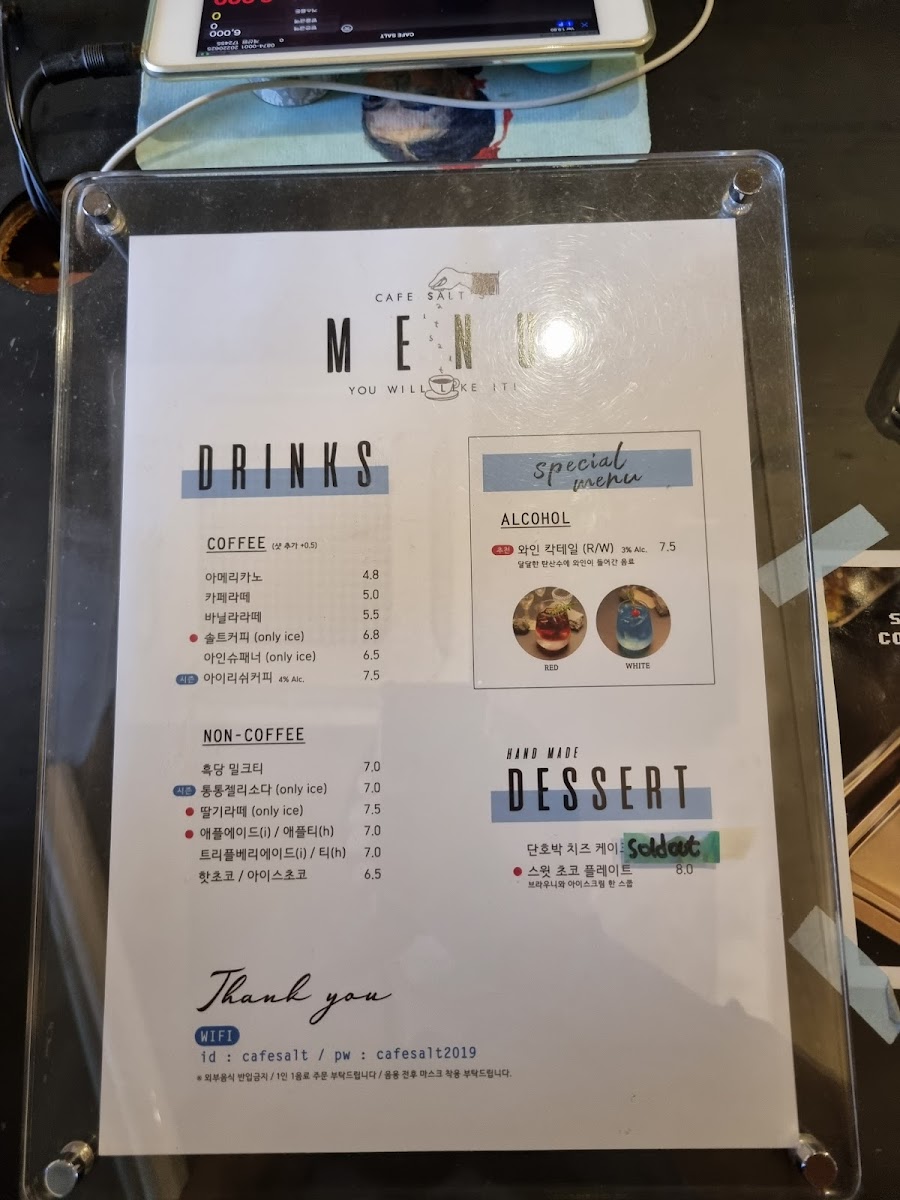 CAFE SALT
6,000
0
0874-0001 20220625
CAFE SALT'S
MENU
YOU WILL LIKE IT!
DRINKS
COFFEE (샷 추가 +0.5)
아메리카노 4.8
카페라떼 5.0
바닐라라떼 5.5
솔트커피 (only ice) 6.8
아인슈패너 (only ice) 6.5
시즌 아이리쉬커피 4% Alc. 7.5
NON-COFFEE
흑당 밀크티 7.0
시즌 통통젤리소다 (only ice) 7.0
딸기라떼 (only ice) 7.5
애플에이드(i) / 애플티(h) 7.0
트리플베리에이드(i) / 티(h) 7.0
핫초코 / 아이스초코 6.5
special
menu
ALCOHOL
추천 와인 칵테일 (R/W) 3% Alc. 7.5
달달한 탄산수에 와인이 들어간 음료
RED WHITE
HAND MADE
DESSERT
단호박 치즈 케이크 Sold out
스윗 초코 플레이트 8.0
브라우니와 아이스크림 한 스쿱
Thank you
WIFI
id : cafesalt / pw : cafesalt2019
※ 외부음식 반입금지 / 1인 1음료 주문 부탁드립니다 / 음용 전후 마스크 착용 부탁드립니다.